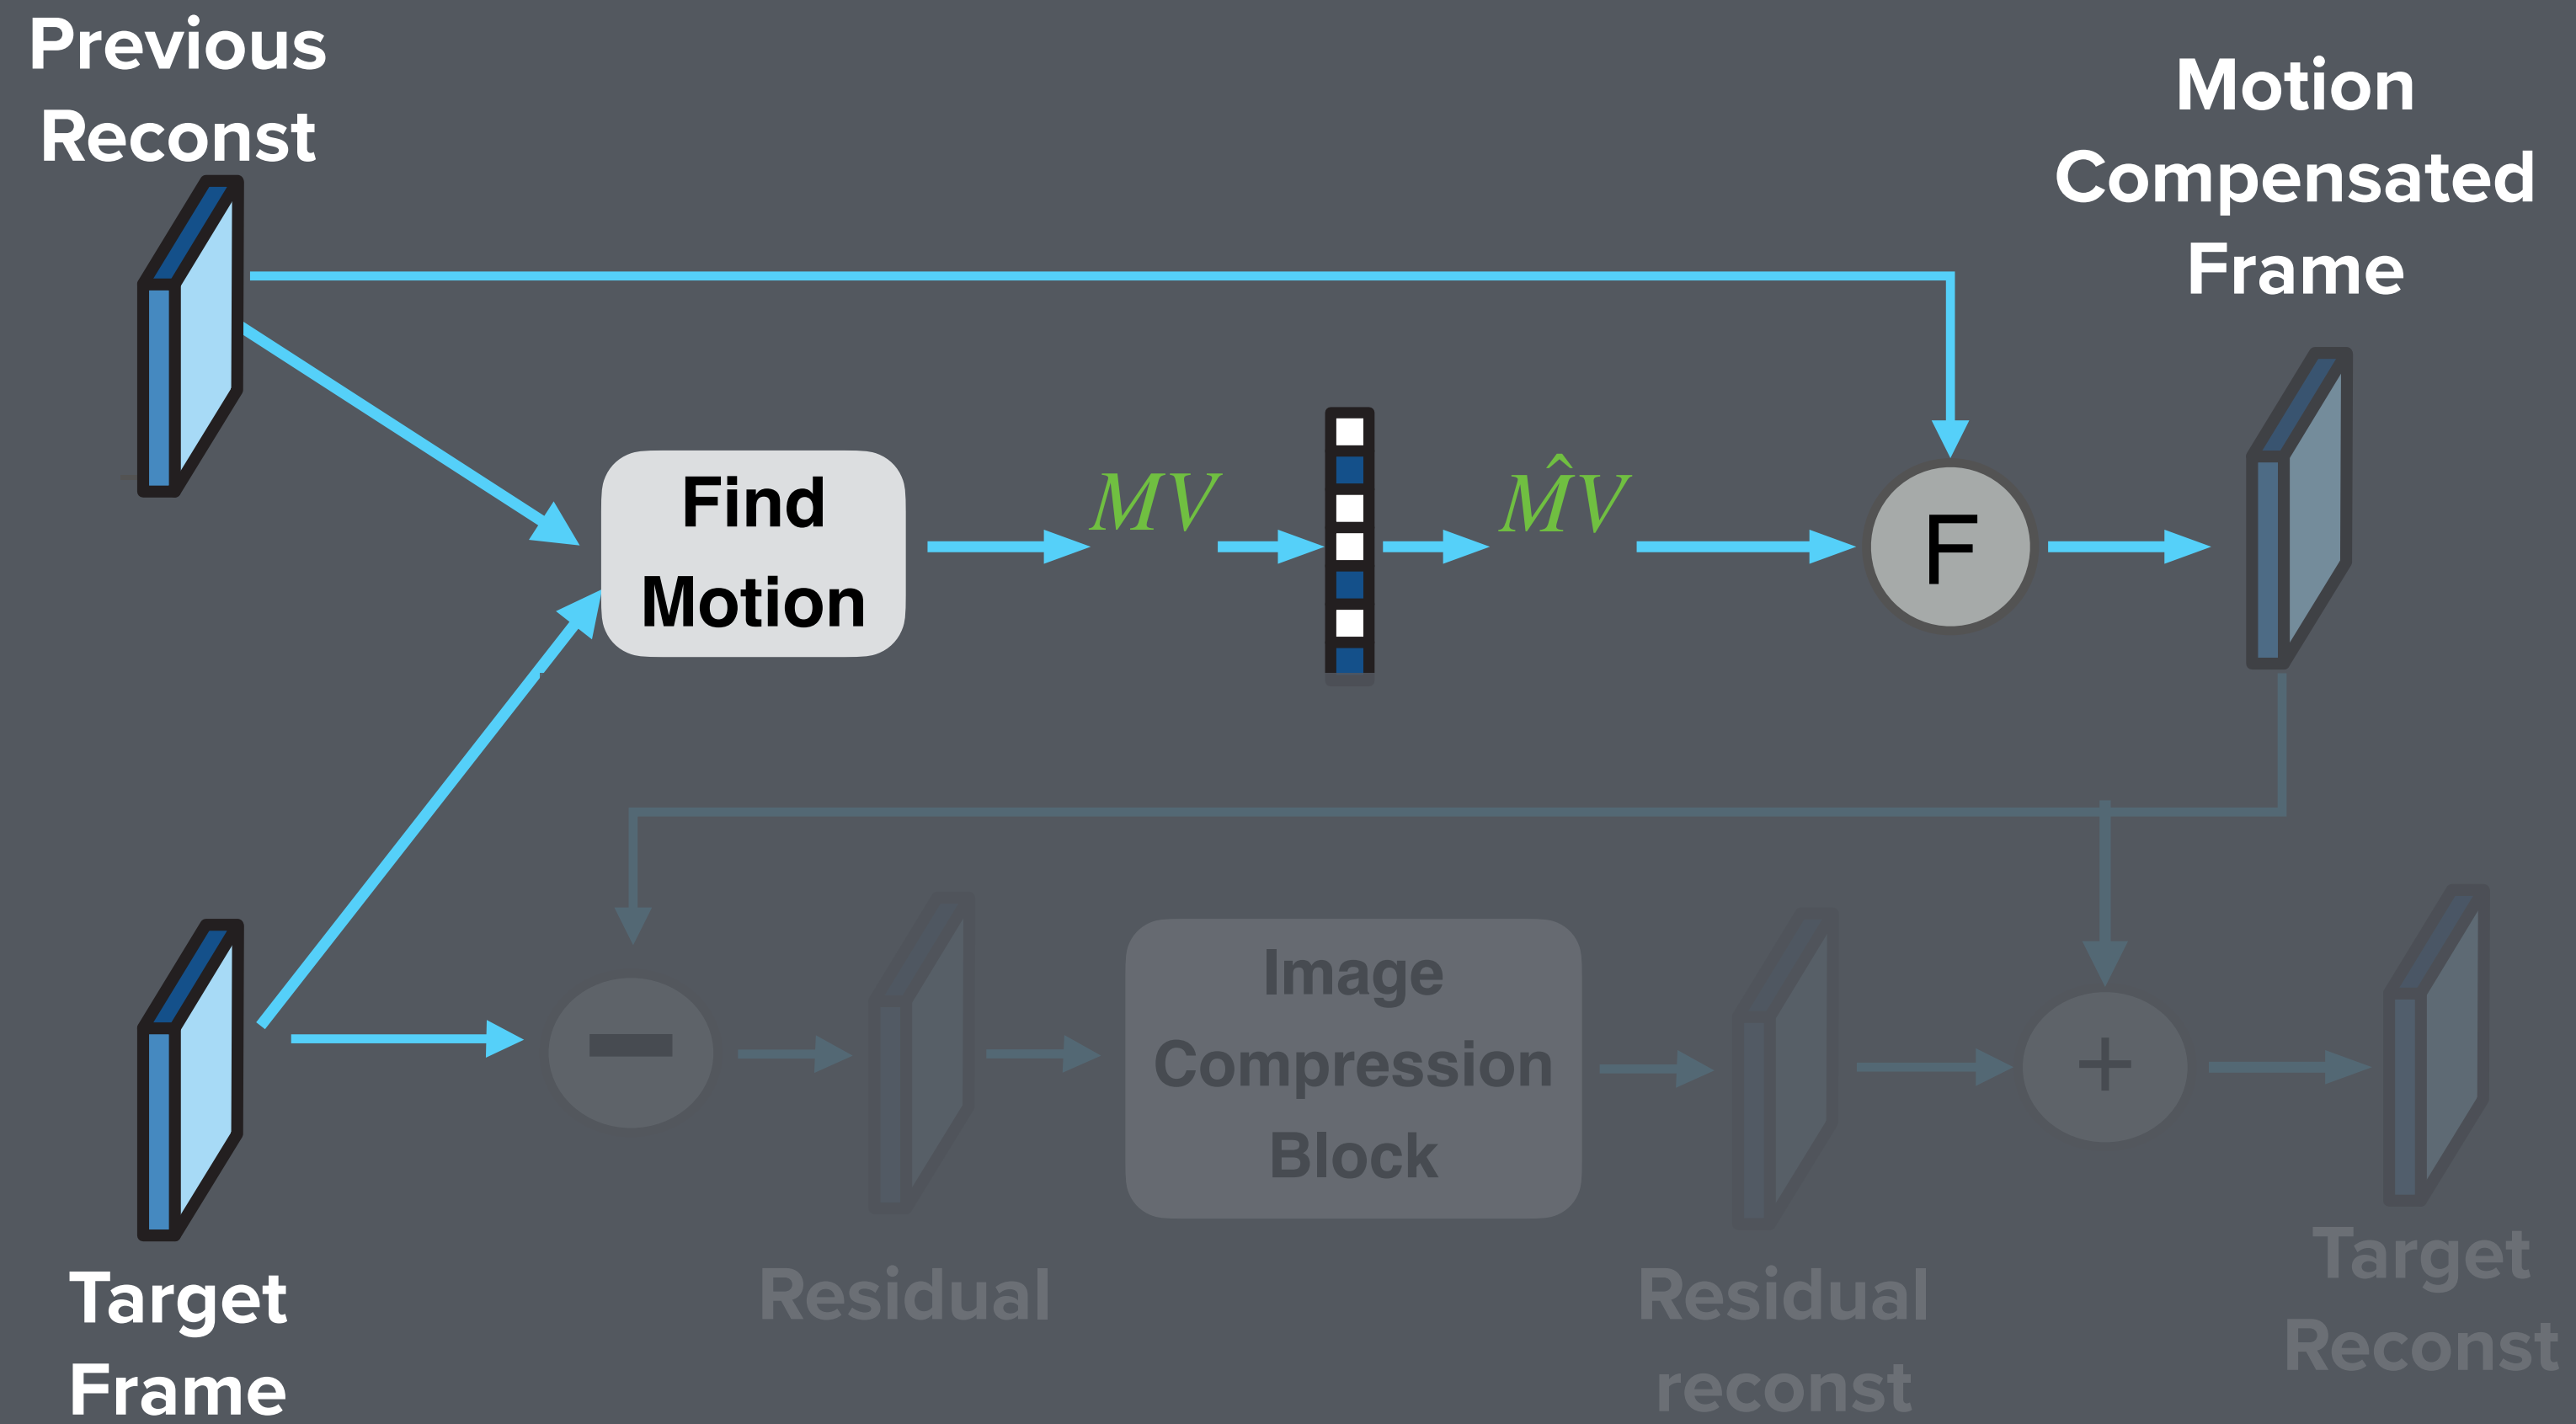 Previous
Reconst
Motion
Compensated
Frame
Find
Motion
MV
M̂V
F
−
Image
Compression
Block
+
Target
Frame
Residual
Residual
reconst
Target
Reconst